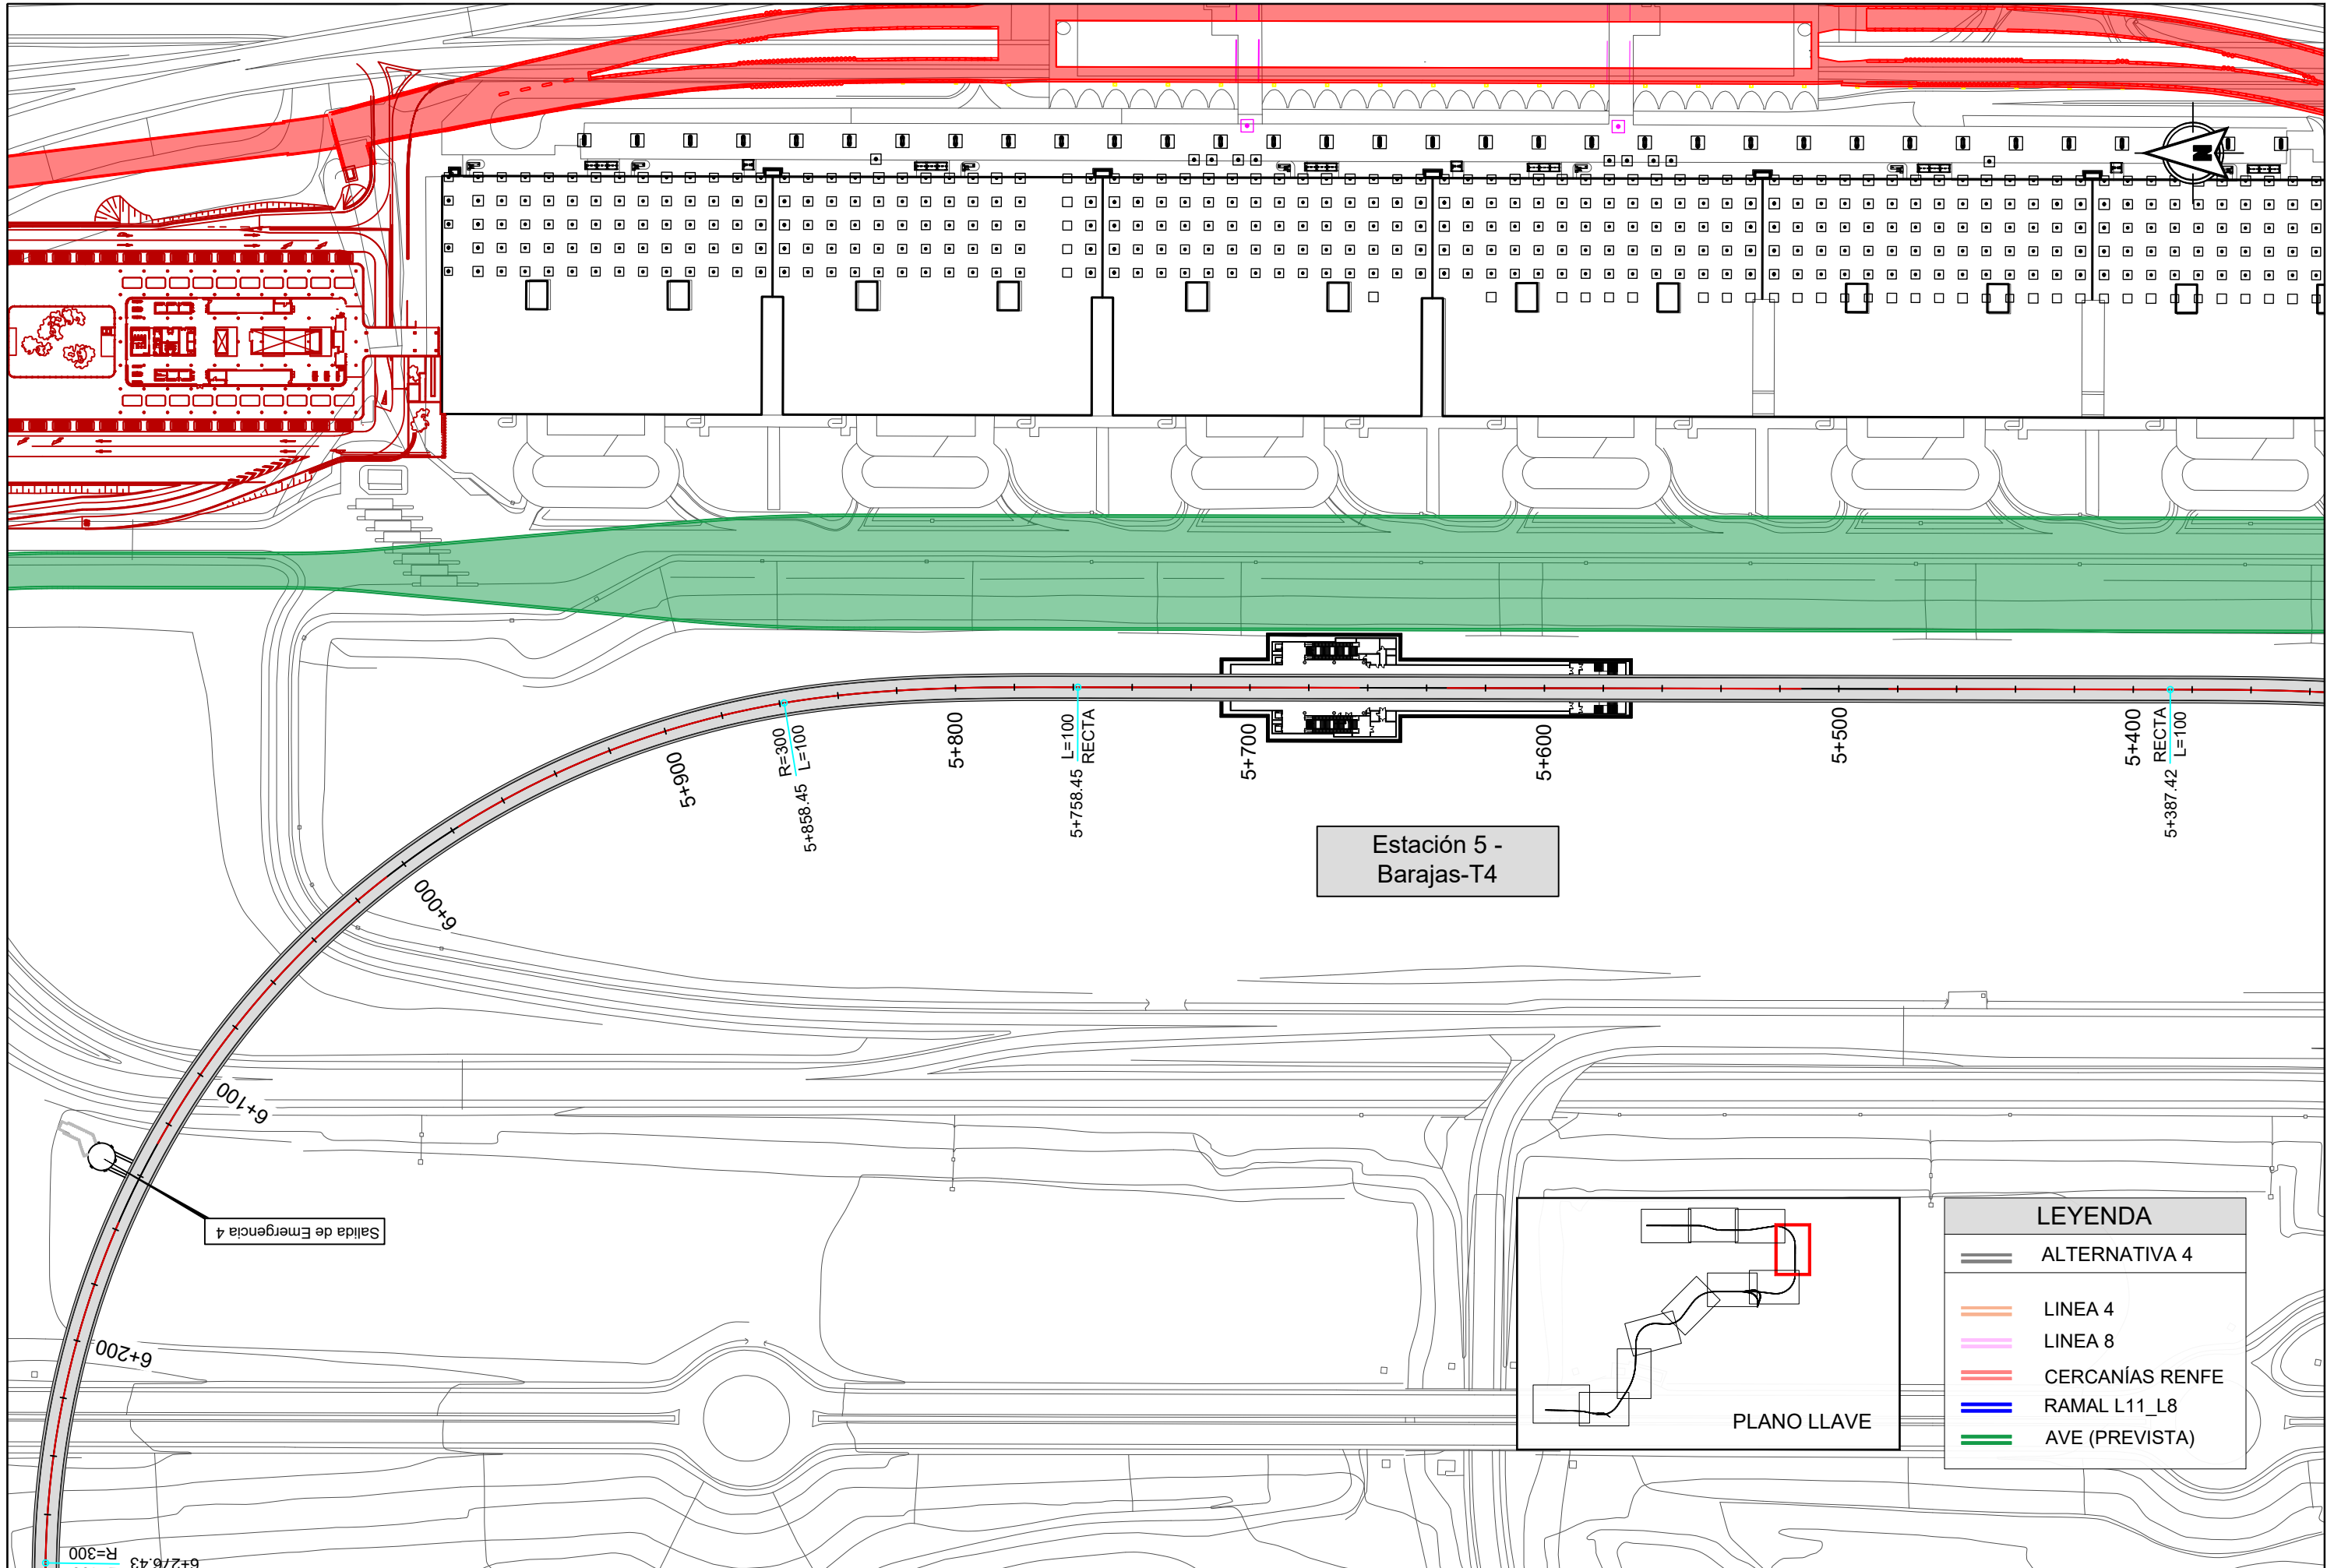 N
5+900
R=300
L=100
5+858.45
5+800
L=100
RECTA
5+758.45
5+700
5+600
5+500
5+400
RECTA
L=100
5+387.42
Estación 5 -
Barajas-T4
6+000
6+100
Salida de Emergencia 4
6+200
R=300
6+276.43
PLANO LLAVE
LEYENDA
ALTERNATIVA 4
LINEA 4
LINEA 8
CERCANÍAS RENFE
RAMAL L11_L8
AVE (PREVISTA)